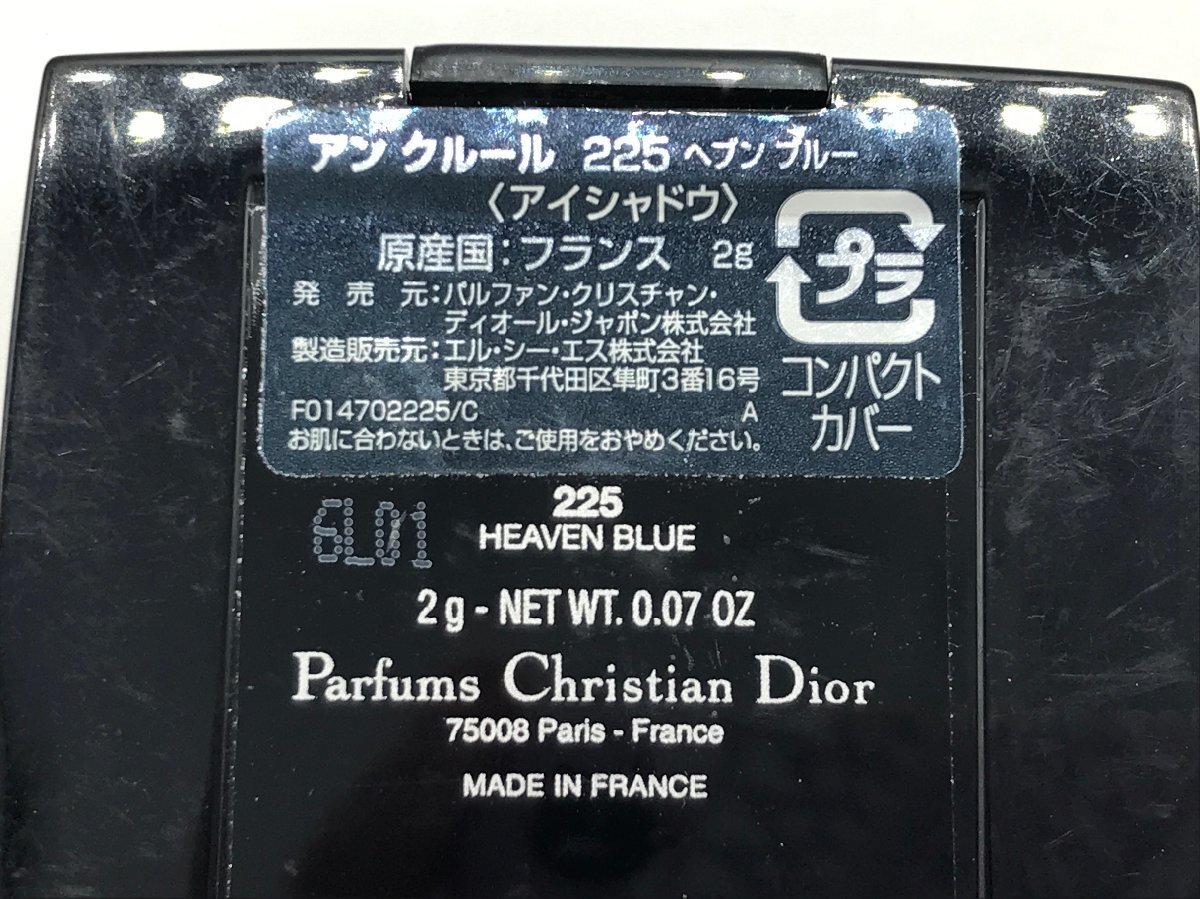 アン クルール 225 ヘブン ブルー
〈アイシャドウ〉
原産国:フランス 2g
発売元:パルファン・クリスチャン・
ディオール・ジャポン株式会社
製造販売元:エル・シー・エス株式会社
東京都千代田区隼町3番16号
F014702225/C A
お肌に合わないときは、ご使用をおやめください。
プラ
コンパクト
カバー
6L01
225
HEAVEN BLUE
2 g - NET WT. 0.07 OZ
Parfums Christian Dior
75008 Paris - France
MADE IN FRANCE